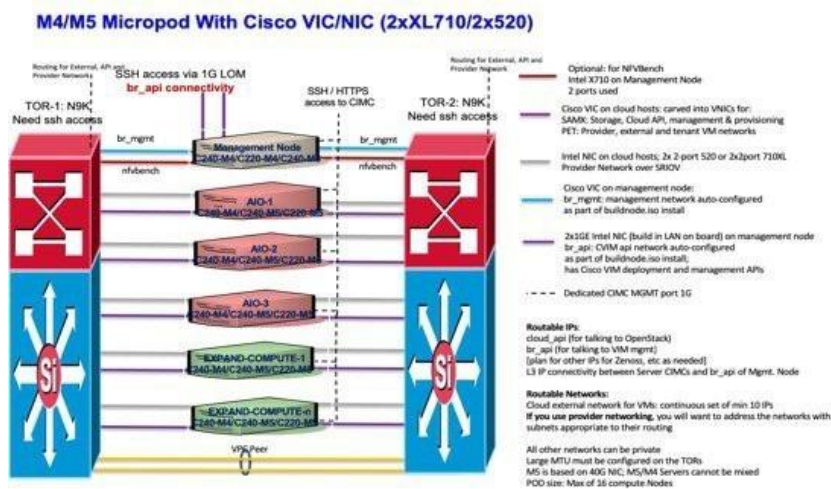 M4/M5 Micropod With Cisco VIC/NIC (2xXL710/2x520)
Routing for External, API and
Provider Networks
SSH access via 1G LOM
br_api connectivity
SSH / HTTPS
access to CIMC
Routing for External, API and
Provider Network
TOR-1: N9K
Need ssh access
TOR-2: N9K
Need ssh access
br_mgmt
Management Node
C240-M4/C220-M4/C240-M5
br_mgmt
nfvbench
nfvbench
AIO-1
C240-M4/C240-M5/C220-M5
AIO-2
C240-M4/C240-M5/C220-M5
AIO-3
C240-M4/C240-M5/C220-M5
EXPAND-COMPUTE-1
C240-M4/C240-M5/C220-M5
EXPAND-COMPUTE-n
C240-M4/C240-M5/C220-M5
Si
Si
VPC Peer
Optional: for NFVBench
Intel X710 on Management Node
2 ports used
Cisco VIC on cloud hosts: carved into VNICs for:
SAMX: Storage, Cloud API, management & provisioning
PET: Provider, external and tenant VM networks
Intel NIC on cloud hosts; 2x 2-port 520 or 2x2port 710XL
Provider Network over SRIOV
Cisco VIC on management node:
br_mgmt: management network auto-configured
as part of buildnode.iso install
2x1GE Intel NIC (build in LAN on board) on management node
br_api: CVIM api network auto-configured
as part of buildnode.iso install;
has Cisco VIM deployment and management APIs
Dedicated CIMC MGMT port 1G
Routable IPs:
cloud_api (for talking to OpenStack)
br_api (for talking to VIM mgmt)
[plan for other IPs for Zenoss, etc as needed]
L3 IP connectivity between Server CIMCs and br_api of Mgmt. Node
Routable Networks:
Cloud external network for VMs: continuous set of min 10 IPs
If you use provider networking, you will want to address the networks with
subnets appropriate to their routing
All other networks can be private
Large MTU must be configured on the TORs
M5 is based on 40G NIC; M5/M4 Servers cannot be mixed
POD size: Max of 16 compute Nodes